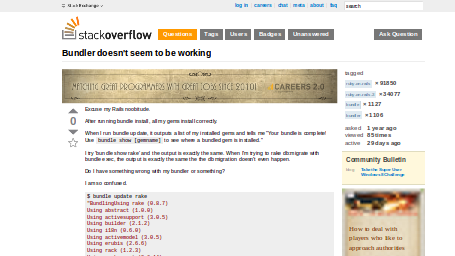 StackExchange
log in | careers | chat | meta | about | faq
search
stackoverflow
Questions
Tags
Users
Badges
Unanswered
Ask Question
Bundler doesn't seem to be working
MATCHING GREAT PROGRAMMERS WITH GREAT JOBS SINCE 2010!
CAREERS 2.0
0
Excuse my Rails noobitude.
After running bundle install, all my gems install correctly.
When I run bundle update, it outputs a list of my installed gems and tells me "Your bundle is complete!
Use `bundle show [gemname]` to see where a bundled gem is installed."
I try 'bundle show rake' and the output is exactly the same. When I'm trying to rake db:migrate with
bundle exec, the output is exactly the same the the db migration doesn't even happen.
Do I have something wrong with my bundler or something?
I am so confused.
$ bundle update rake
"BundlingUsing rake (0.8.7)
Using abstract (1.0.0)
Using activesupport (3.0.5)
Using builder (2.1.2)
Using i18n (0.6.0)
Using activemodel (3.0.5)
Using erubis (2.6.6)
Using rack (1.2.3)
tagged
ruby-on-rails × 91850
ruby-on-rails-3 × 34077
bundle × 1127
bundler × 1106
asked 1 year ago
viewed 85 times
active 29 days ago
Community Bulletin
blog Take the Super User
Windows 8 Challenge
How to deal with
players who like to
approach authorities